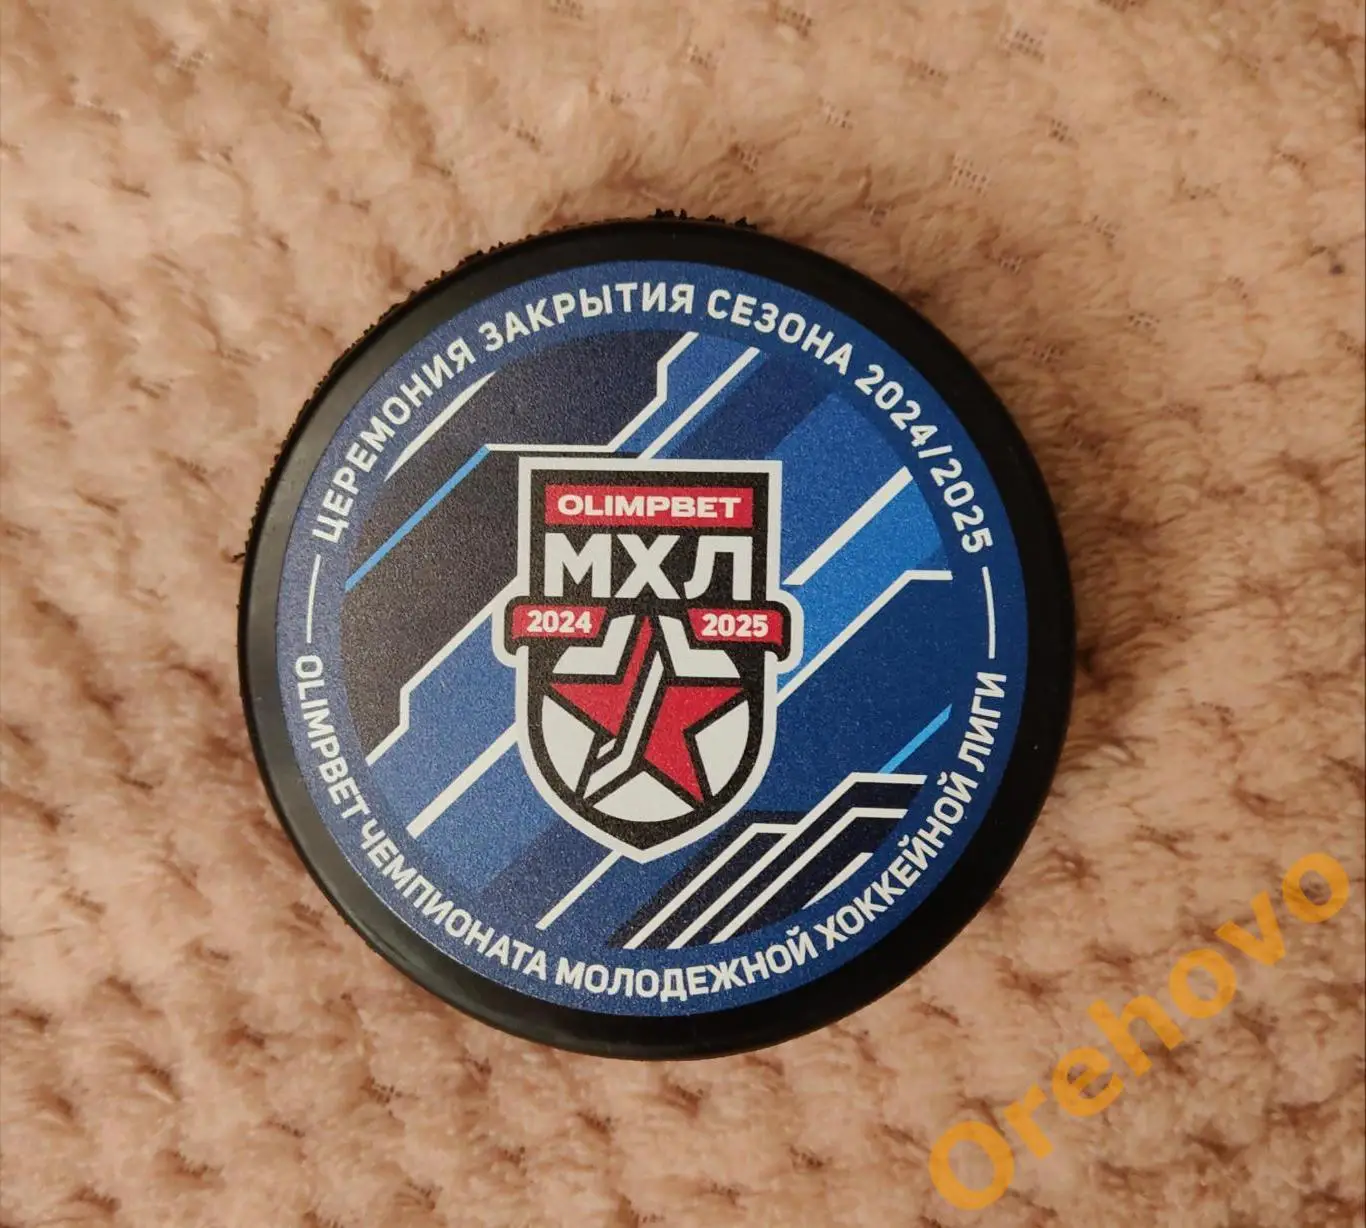 ЦЕРЕМОНИЯ ЗАКРЫТИЯ СЕЗОНА 2024/2025
OLIMPBET
МХЛ
2024 2025
OLIMPBET ЧЕМПИОНАТА МОЛОДЕЖНОЙ ХОККЕЙНОЙ ЛИГИ
Orehovo